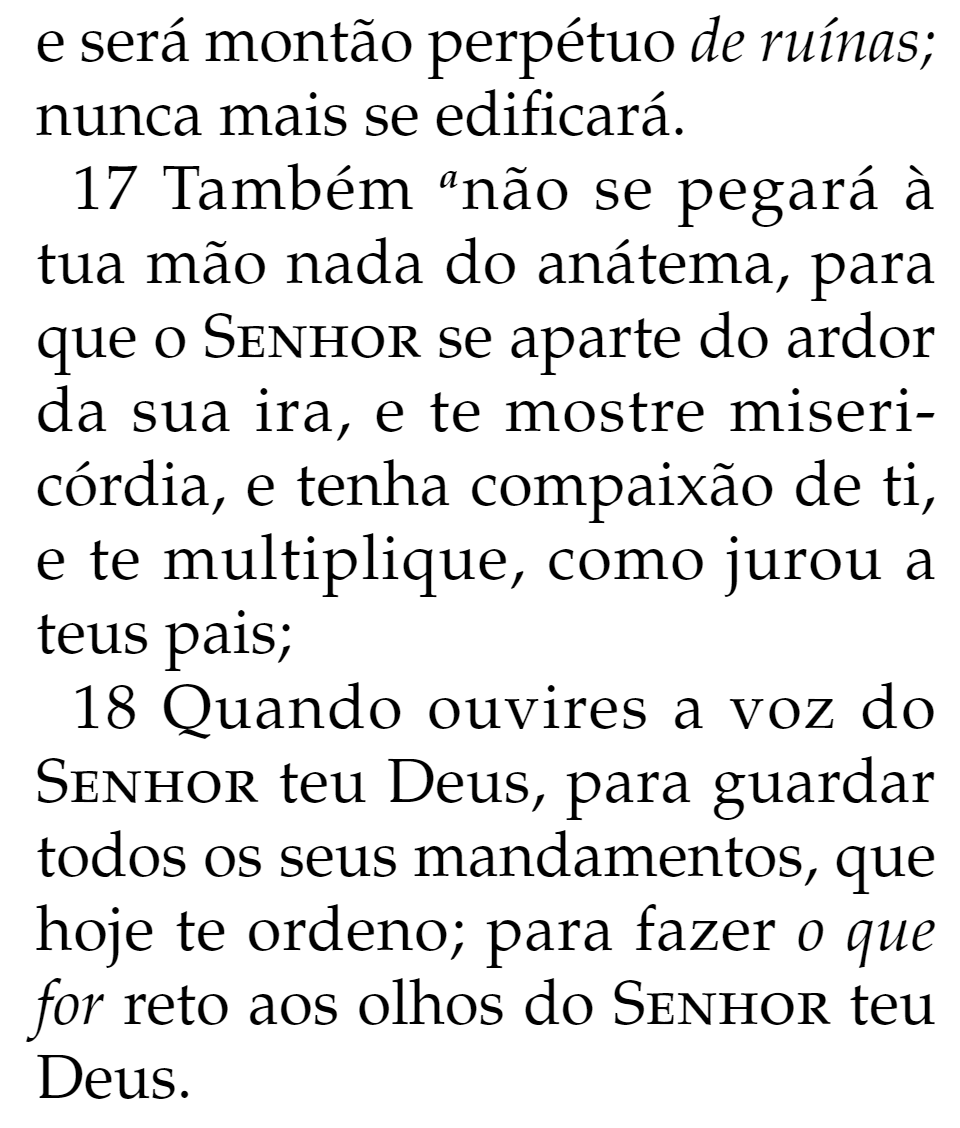 e será montão perpétuo de ruínas;
nunca mais se edificará.
17 Também ᵃnão se pegará à
tua mão nada do anátema, para
que o SENHOR se aparte do ardor
da sua ira, e te mostre miseri-
córdia, e tenha compaixão de ti,
e te multiplique, como jurou a
teus pais;
18 Quando ouvires a voz do
SENHOR teu Deus, para guardar
todos os seus mandamentos, que
hoje te ordeno; para fazer o que
for reto aos olhos do SENHOR teu
Deus.